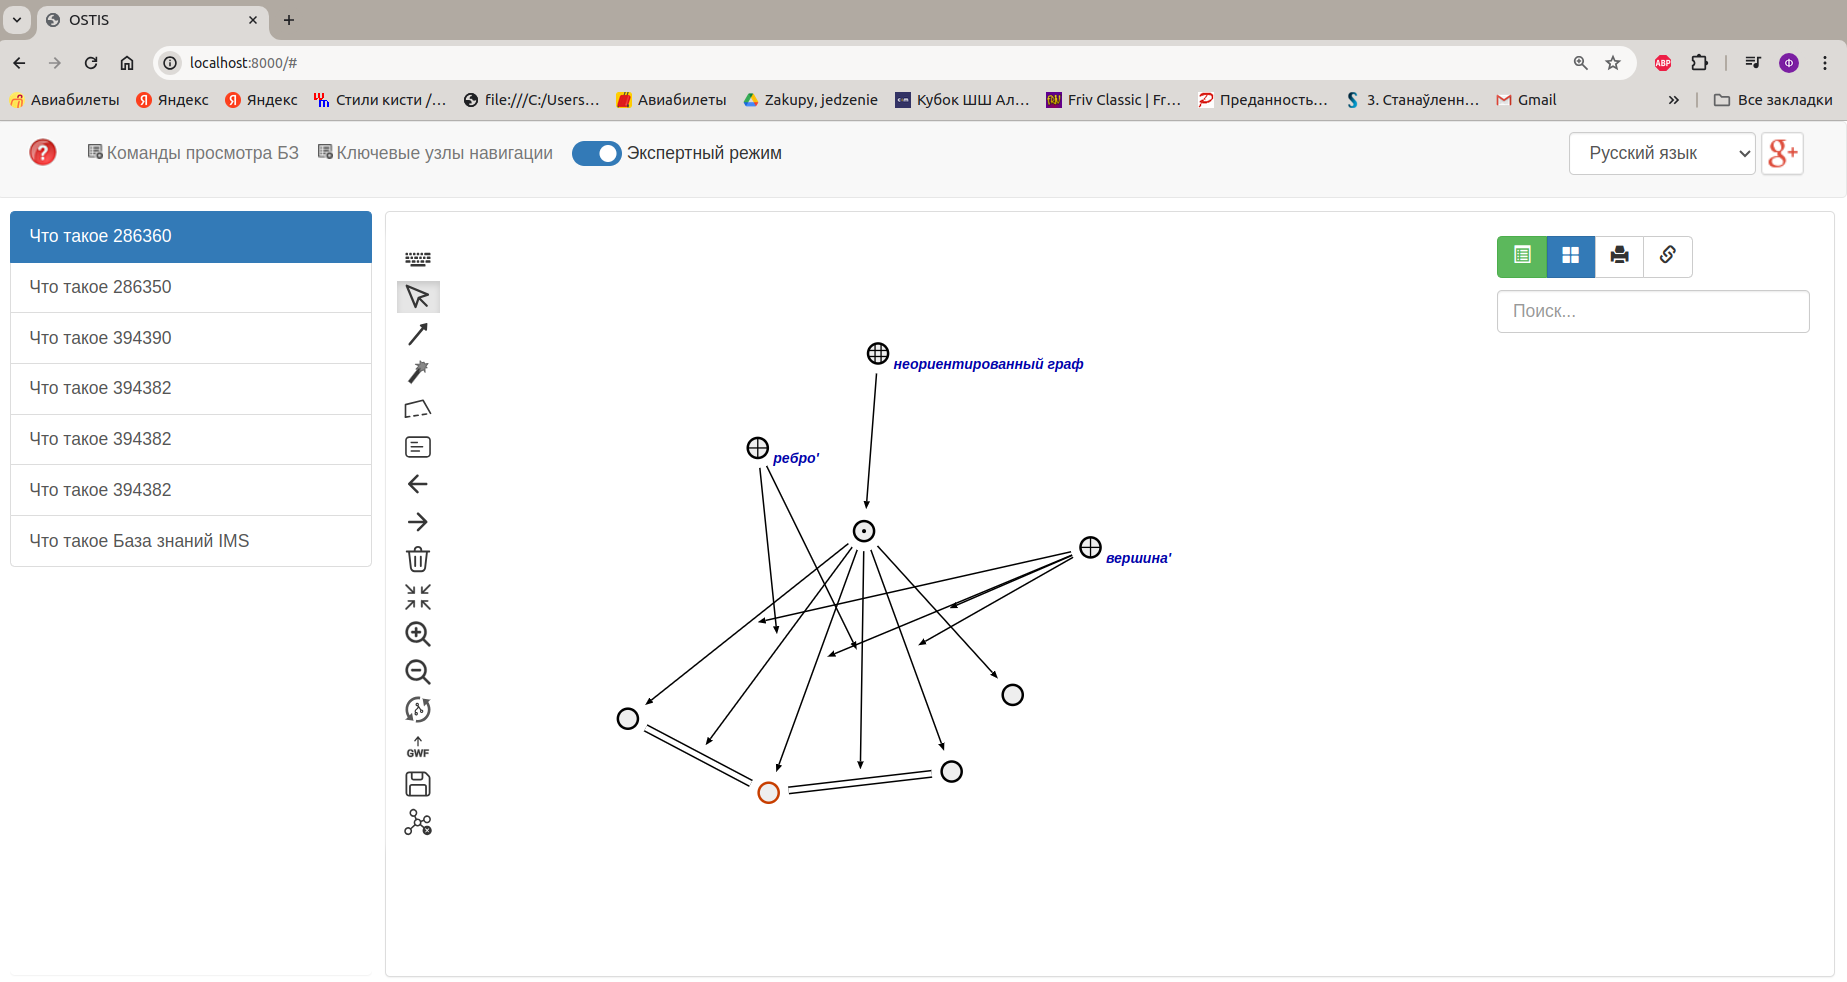 OSTIS
localhost:8000/#
ABP
Ф
Авиабилеты
Яндекс
Яндекс
Стили кисти /...
file:///C:/Users...
Авиабилеты
Zakupy, jedzenie
Кубок ШШ Ал...
Friv Classic | Fr...
Преданность...
3. Станаўленн...
Gmail
»
Все закладки
Команды просмотра БЗ
Ключевые узлы навигации
Экспертный режим
Русский язык
g+
Что такое 286360
Что такое 286350
Что такое 394390
Что такое 394382
Что такое 394382
Что такое 394382
Что такое База знаний IMS
GWF
Поиск...
неориентированный граф
ребро'
вершина'